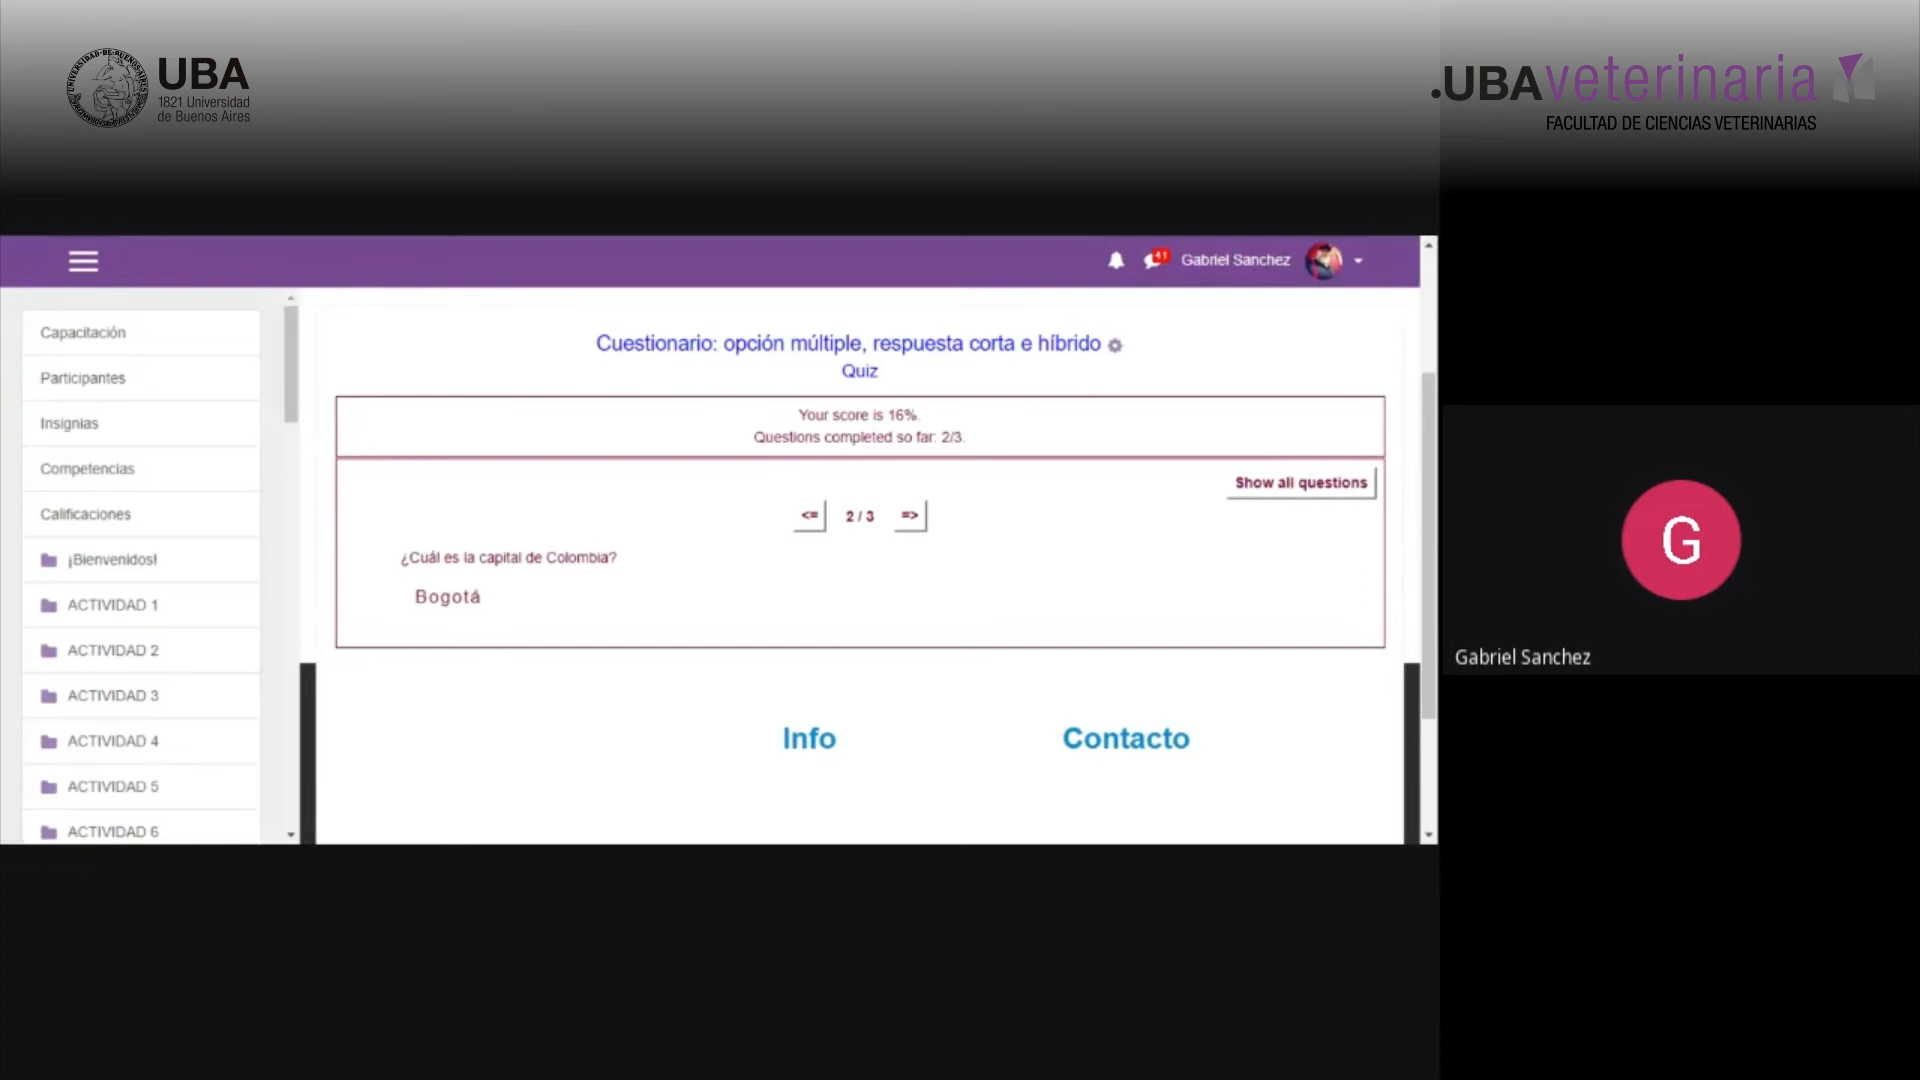 UBA
1821 Universidad
de Buenos Aires
.UBAveterinaria
FACULTAD DE CIENCIAS VETERINARIAS
41
Gabriel Sanchez
Capacitación
Participantes
Insignias
Competencias
Calificaciones
¡Bienvenidos!
ACTIVIDAD 1
ACTIVIDAD 2
ACTIVIDAD 3
ACTIVIDAD 4
ACTIVIDAD 5
ACTIVIDAD 6
Cuestionario: opción múltiple, respuesta corta e híbrido
Quiz
Your score is 16%.
Questions completed so far: 2/3.
Show all questions
<= 2 / 3 =>
¿Cuál es la capital de Colombia?
Bogotá
Info
Contacto
G
Gabriel Sanchez